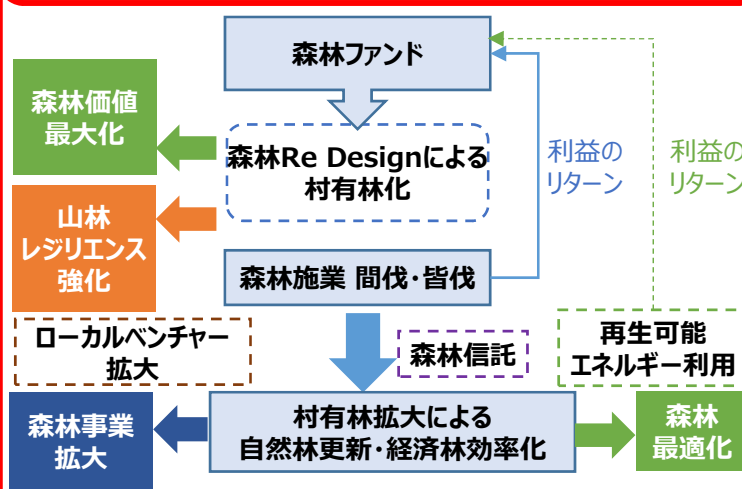 森林ファンド
森林価値
最大化
森林Re Designによる
村有林化
利益の
リターン
利益の
リターン
山林
レジリエンス
強化
森林施業 間伐・皆伐
ローカルベンチャー
拡大
森林信託
再生可能
エネルギー利用
森林事業
拡大
村有林拡大による
自然林更新・経済林効率化
森林
最適化